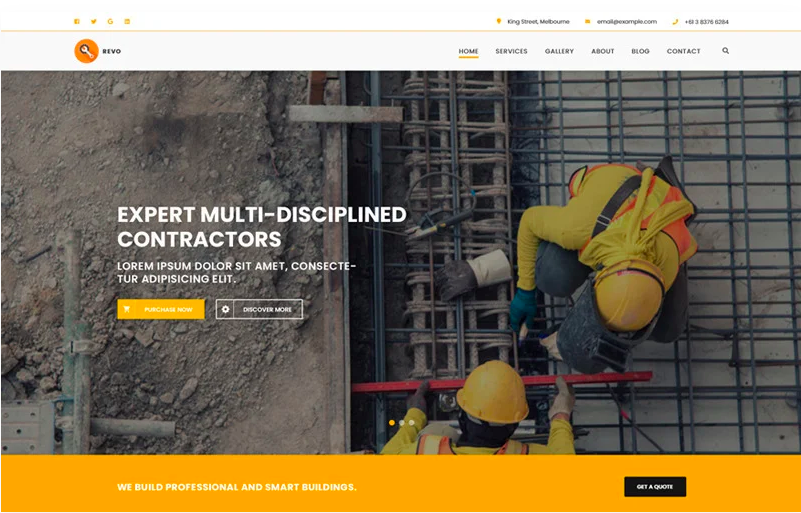 King Street, Melbourne
email@example.com
+61 3 8376 6284
REVO
HOME
SERVICES
GALLERY
ABOUT
BLOG
CONTACT
EXPERT MULTI-DISCIPLINED
CONTRACTORS
LOREM IPSUM DOLOR SIT AMET, CONSECTE-
TUR ADIPISICING ELIT.
PURCHASE NOW
DISCOVER MORE
WE BUILD PROFESSIONAL AND SMART BUILDINGS.
GET A QUOTE